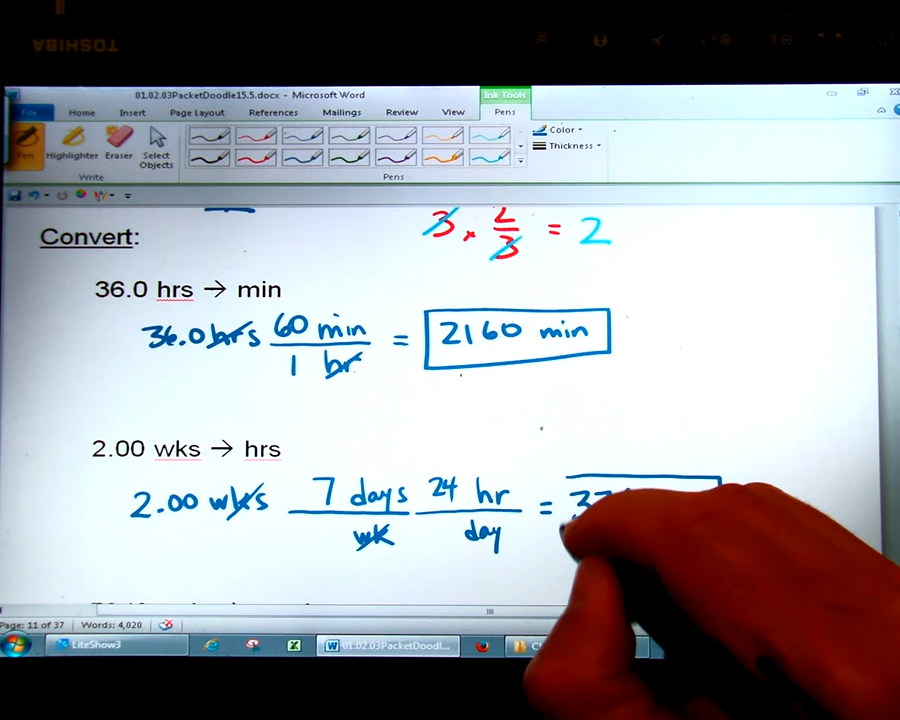 TOSHIBA
01.02.03PacketDoodle15.5.docx - Microsoft Word
Ink Tools
File Home Insert Page Layout References Mailings Review View Pens
Pen Highlighter Eraser Select Objects
Color
Thickness
Write Pens
3 × 2/3 = 2
Convert:
36.0 hrs → min
36.0 hrs 60 min / 1 hr = 2160 min
2.00 wks → hrs
2.00 wks 7 days / wk 24 hr / day =
Page: 11 of 37 Words: 4,020
LiteShow3 01.02.03PacketDoodl...